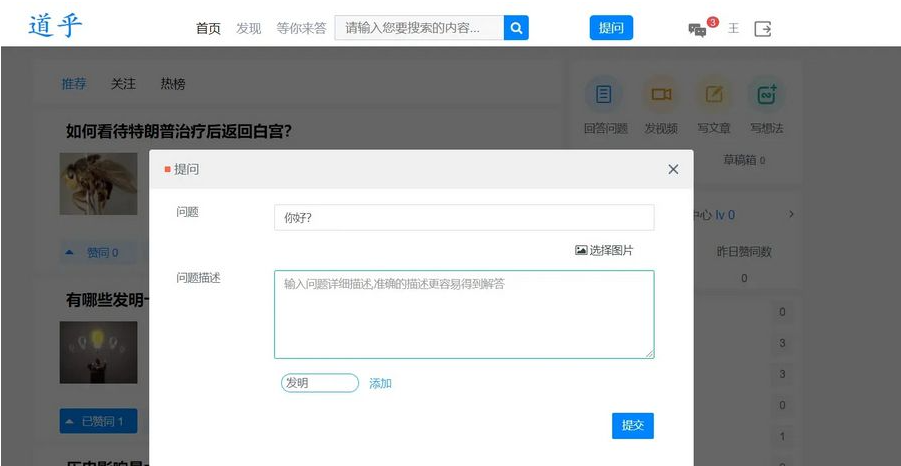 道乎
首页 发现 等你来答 请输入您要搜索的内容... 提问 3 王
推荐 关注 热榜
如何看待特朗普治疗后返回白宫?
回答问题 发视频 写文章 写想法
草稿箱 0
提问
问题 你好?
中心 lv 0
选择图片
赞同 0
昨日赞同数
0
问题描述 输入问题详细描述,准确的描述更容易得到解答
有哪些发明
0
3
3
发明 添加
0
已赞同 1
提交
1